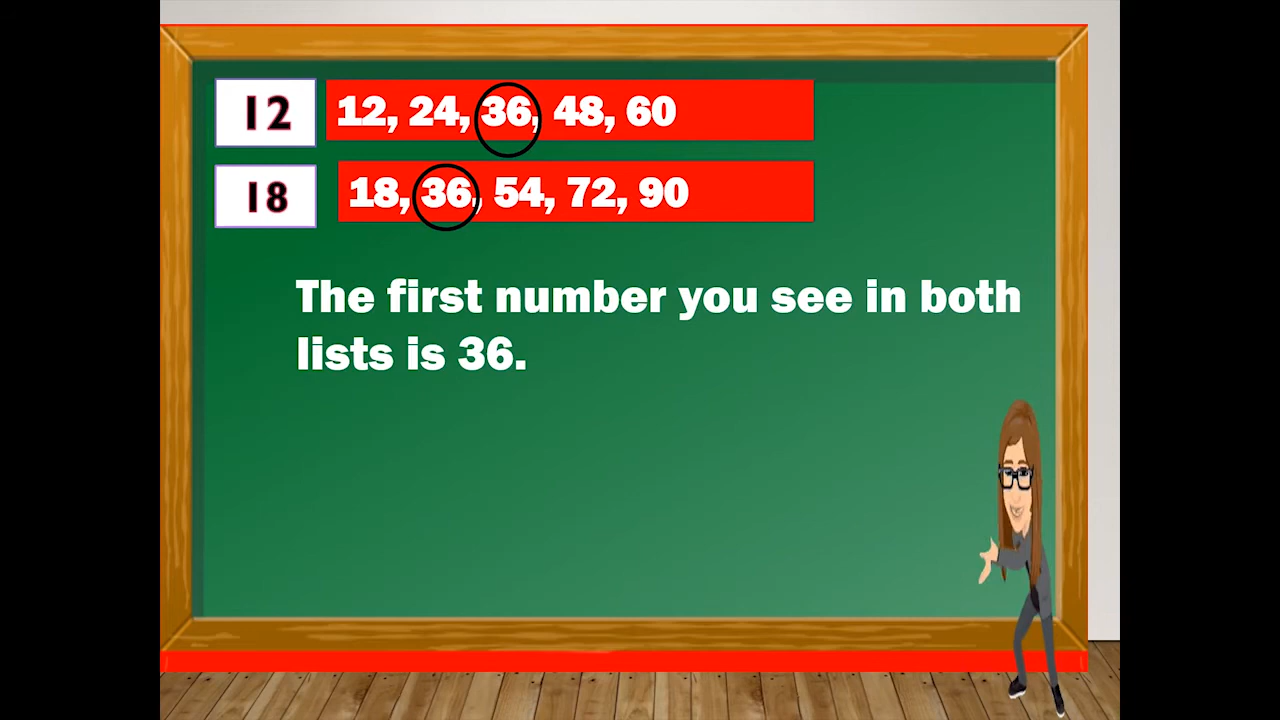 12 12, 24, 36, 48, 60
18 18, 36, 54, 72, 90
The first number you see in both
lists is 36.